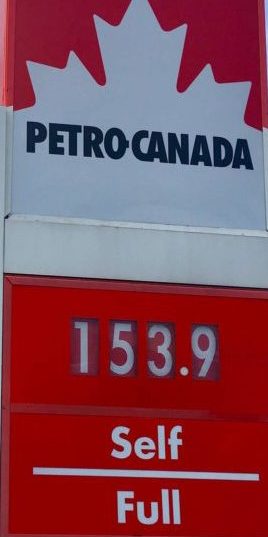 PETRO-CANADA
153.9
Self
Full